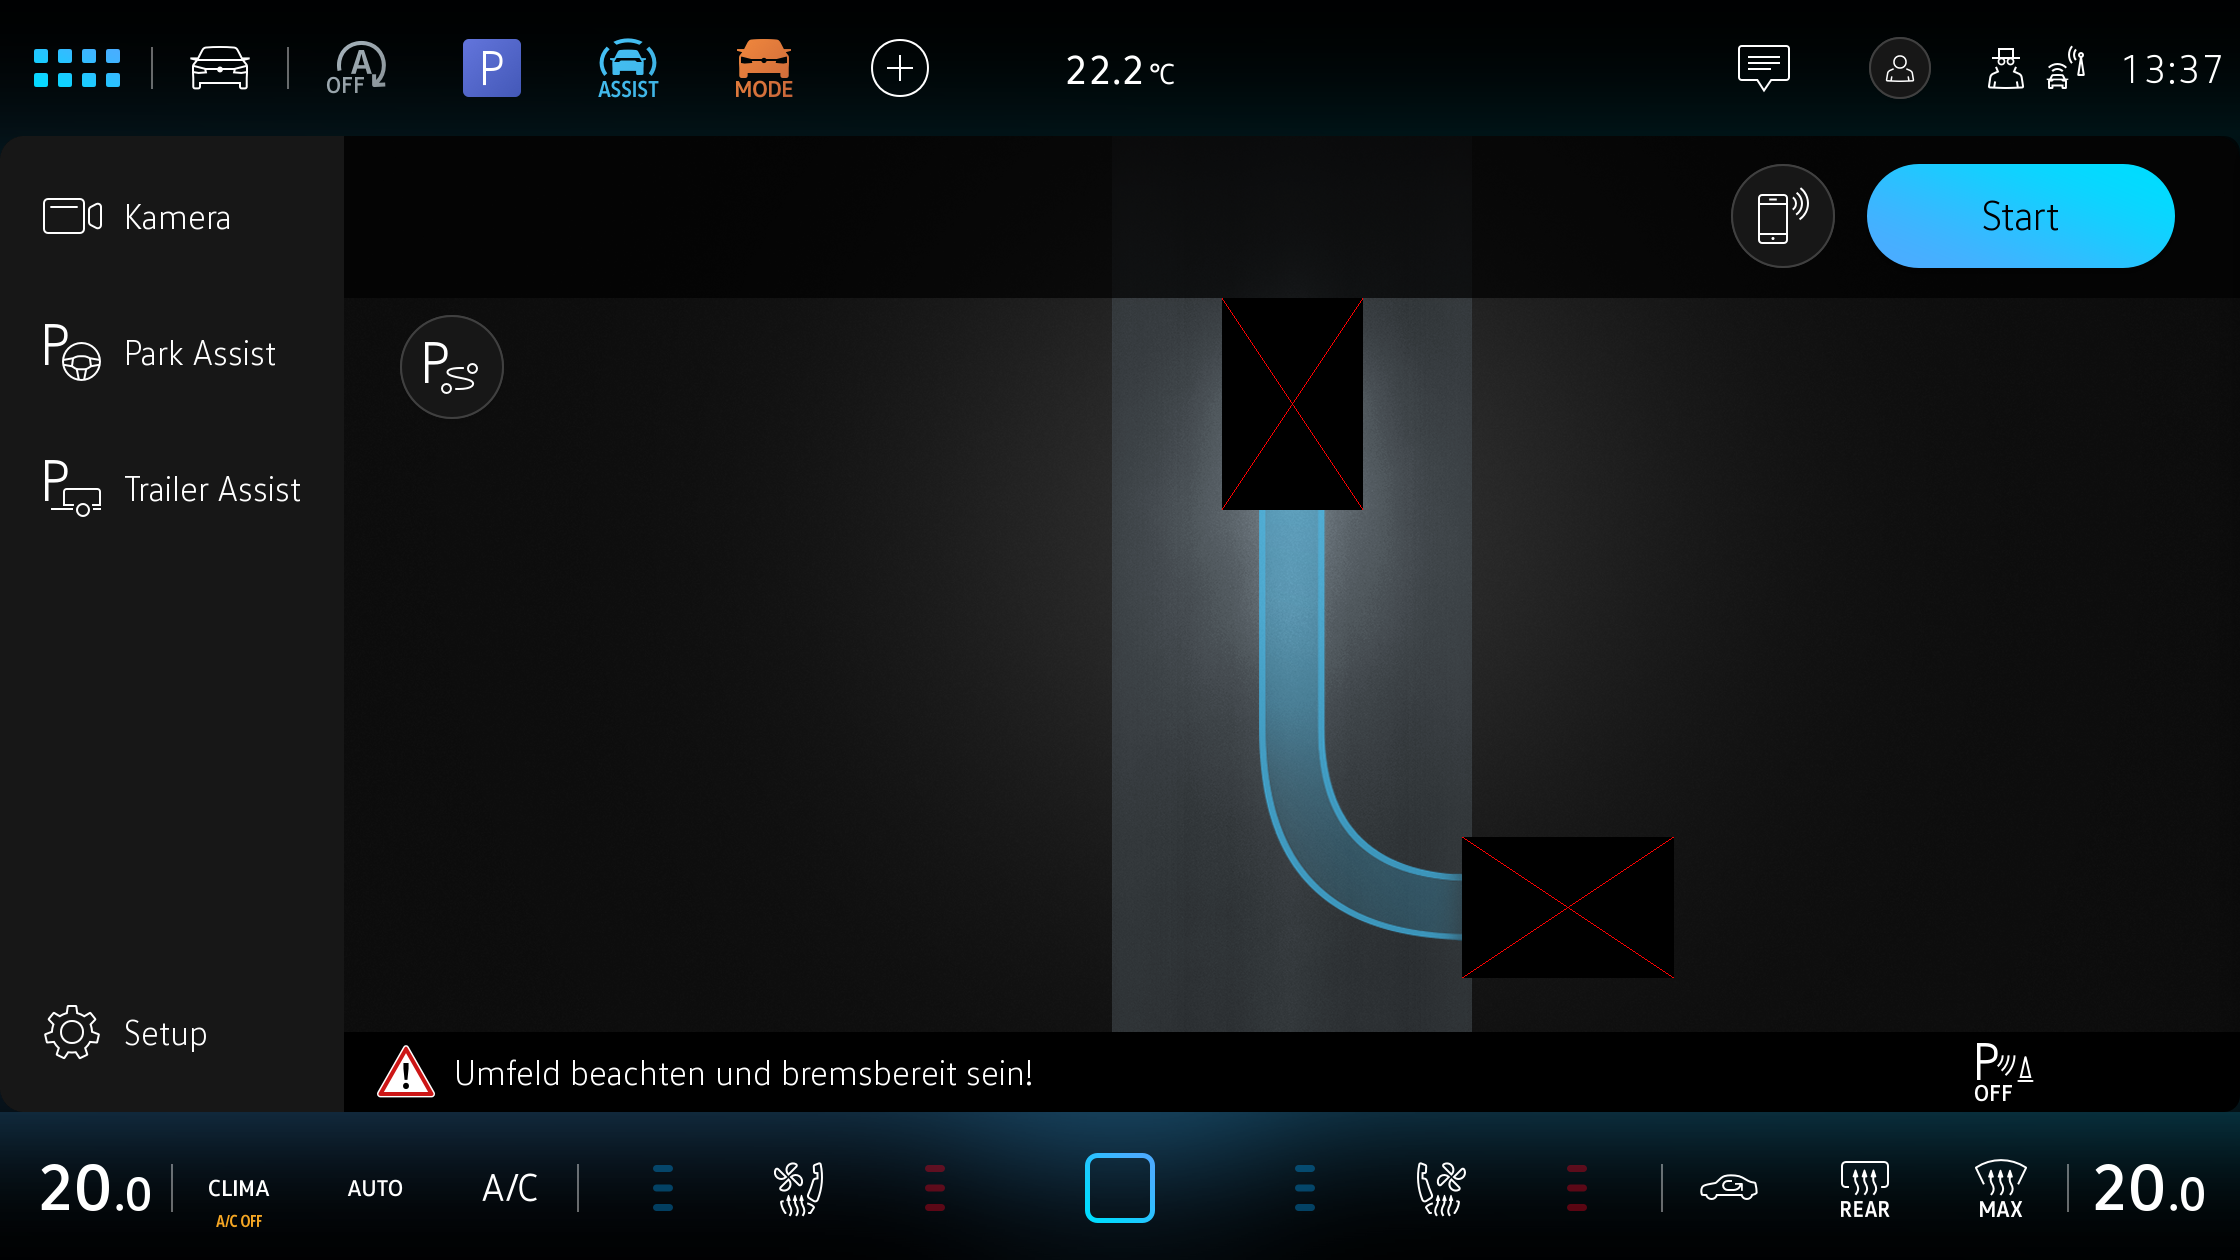 A
OFF
P
ASSIST
MODE
22.2 °C
13:37
Kamera
Start
P
P
Park Assist
P
Trailer Assist
Setup
Umfeld beachten und bremsbereit sein!
P
OFF
20.0
CLIMA
A/C OFF
AUTO
A/C
REAR
MAX
20.0